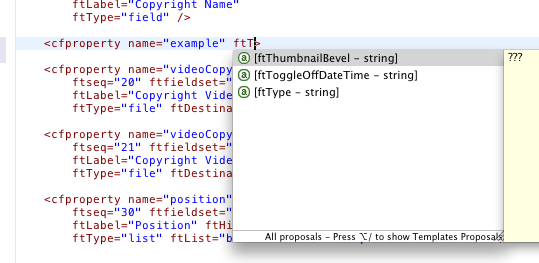 ftLabel="Copyright Name"
ftType="field" />
<cfproperty name="example" ftT>
[ftThumbnailBevel – string]
[ftToggleOffDateTime – string]
[ftType – string]
???
<cfproperty name="videoCopy
ftseq="20" ftfieldset="
ftLabel="Copyright Vide
ftType="file" ftDestina
<cfproperty name="videoCopy
ftseq="21" ftfieldset="
ftLabel="Copyright Vide
ftType="file" ftDestina
<cfproperty name="position"
ftseq="30" ftfieldset="
ftLabel="Position" ftHi
ftType="list" ftList="b
All proposals – Press ⌥/ to show Templates Proposals